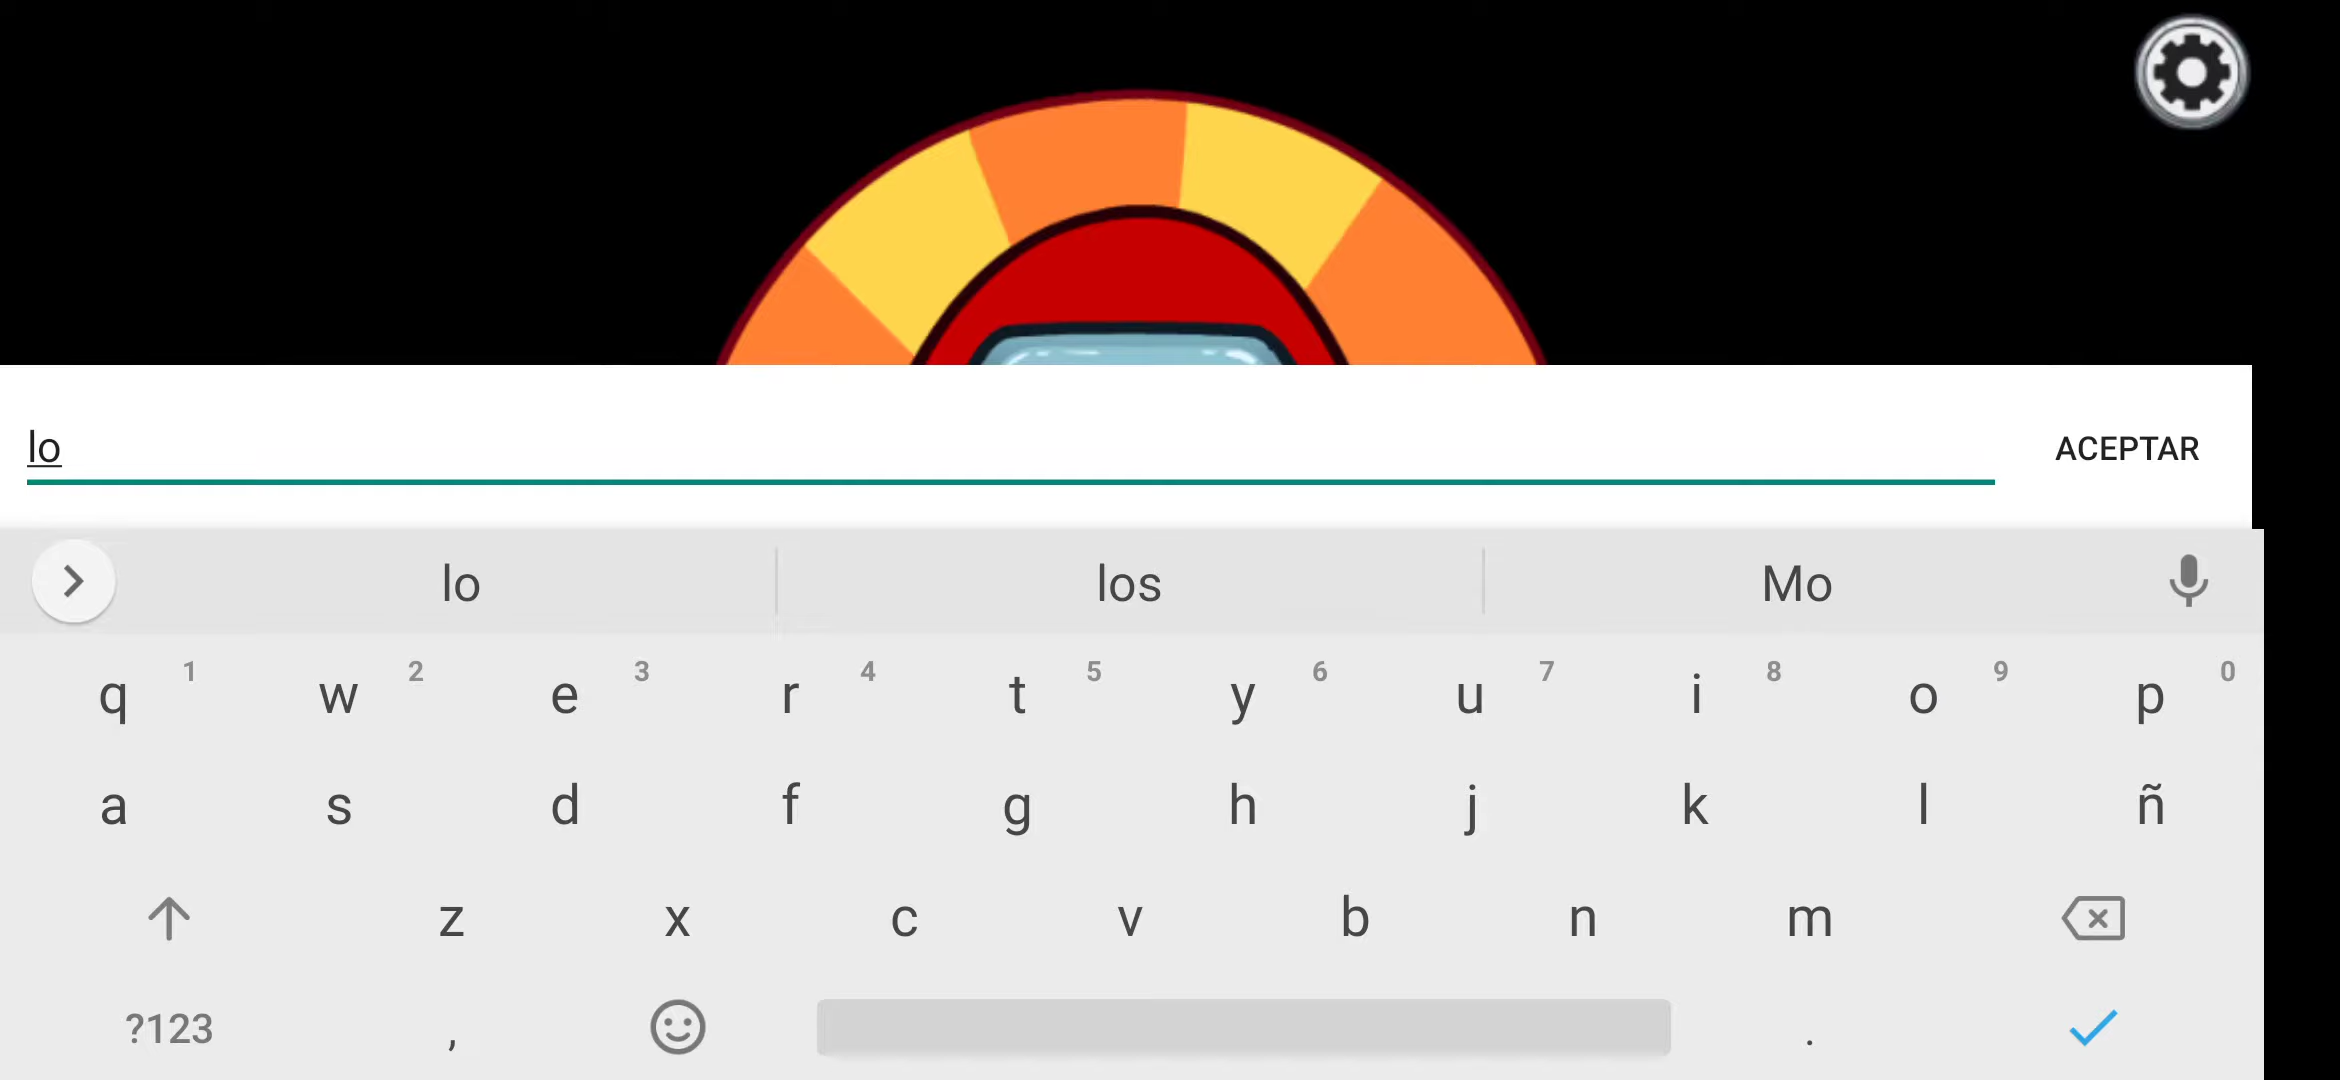 lo
ACEPTAR
lo los Mo
q 1 w 2 e 3 r 4 t 5 y 6 u 7 i 8 o 9 p 0
a s d f g h j k l ñ
z x c v b n m
?123 , .